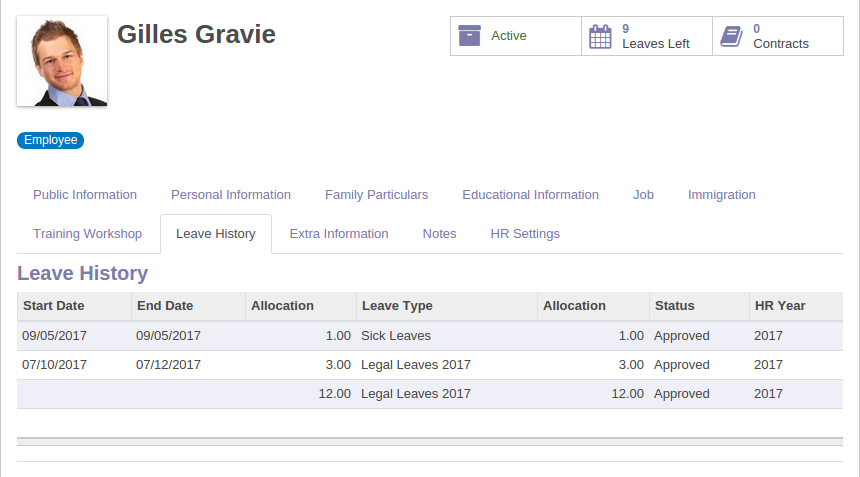 Gilles Gravie
Active
9
Leaves Left
0
Contracts
Employee
Public Information Personal Information Family Particulars Educational Information Job Immigration
Training Workshop Leave History Extra Information Notes HR Settings
Leave History
Start Date End Date Allocation Leave Type Allocation Status HR Year
09/05/2017 09/05/2017 1.00 Sick Leaves 1.00 Approved 2017
07/10/2017 07/12/2017 3.00 Legal Leaves 2017 3.00 Approved 2017
12.00 Legal Leaves 2017 12.00 Approved 2017